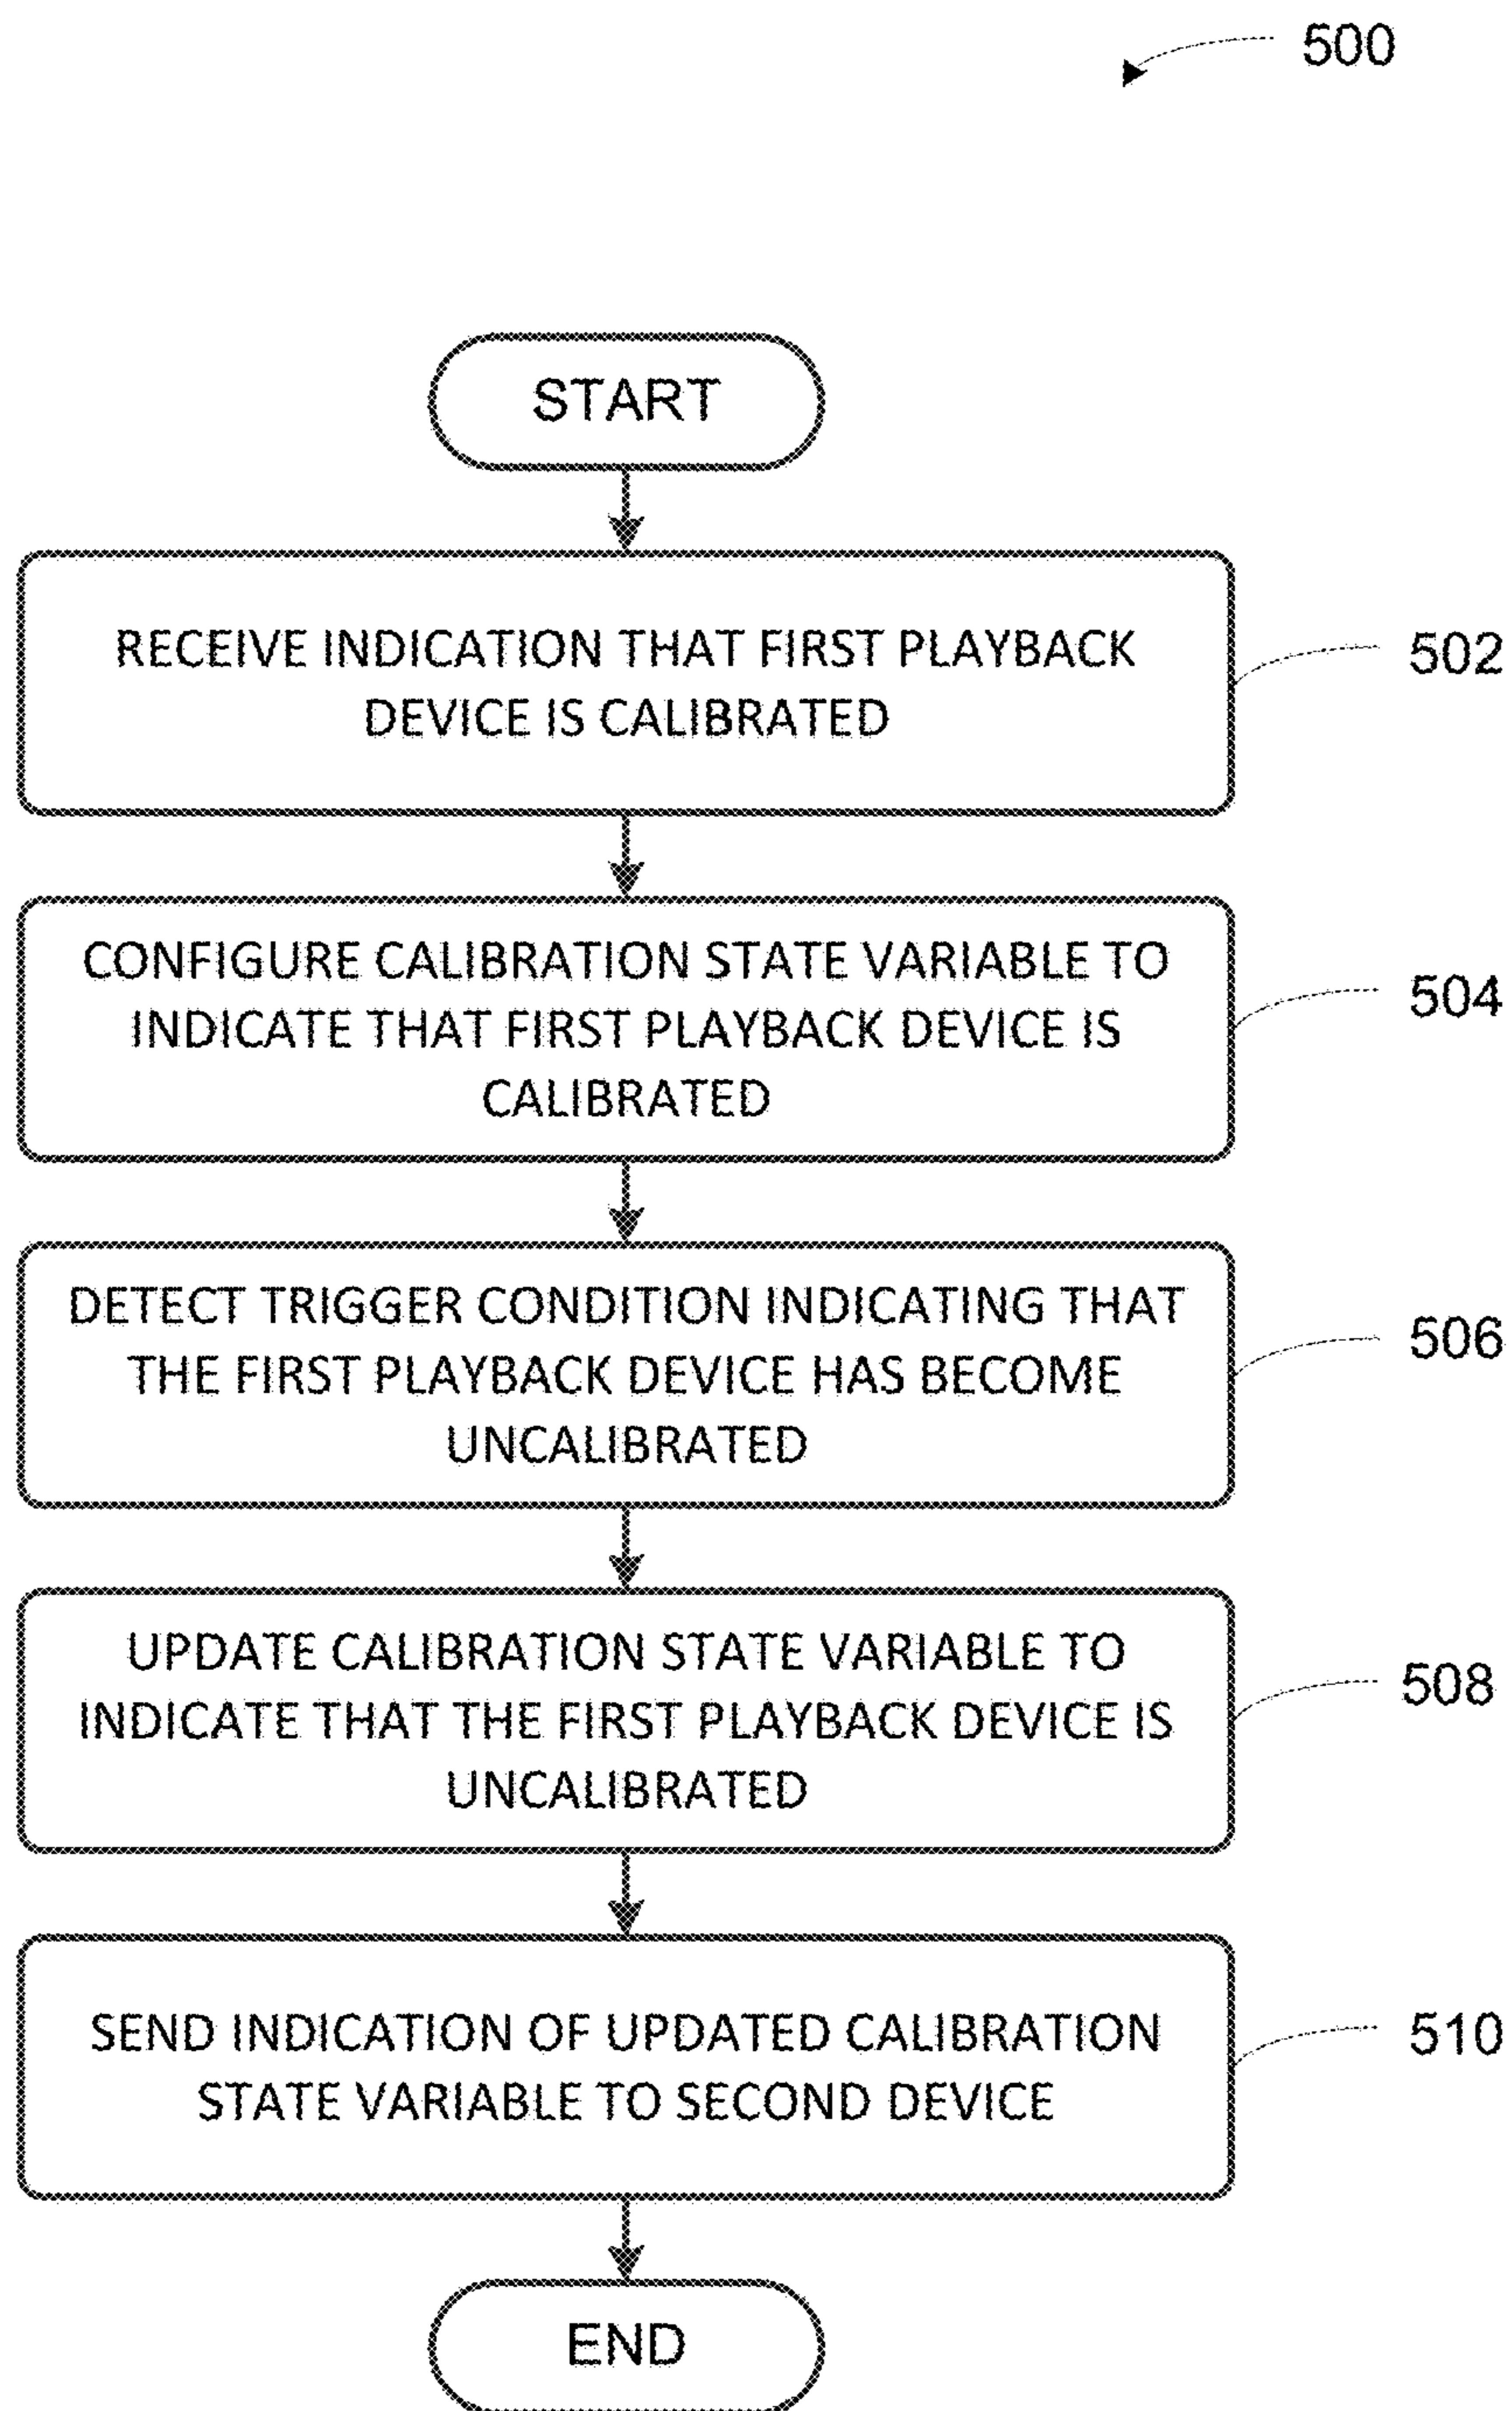 500
START
RECEIVE INDICATION THAT FIRST PLAYBACK
DEVICE IS CALIBRATED
502
CONFIGURE CALIBRATION STATE VARIABLE TO
INDICATE THAT FIRST PLAYBACK DEVICE IS
CALIBRATED
504
DETECT TRIGGER CONDITION INDICATING THAT
THE FIRST PLAYBACK DEVICE HAS BECOME
UNCALIBRATED
506
UPDATE CALIBRATION STATE VARIABLE TO
INDICATE THAT THE FIRST PLAYBACK DEVICE IS
UNCALIBRATED
508
SEND INDICATION OF UPDATED CALIBRATION
STATE VARIABLE TO SECOND DEVICE
510
END